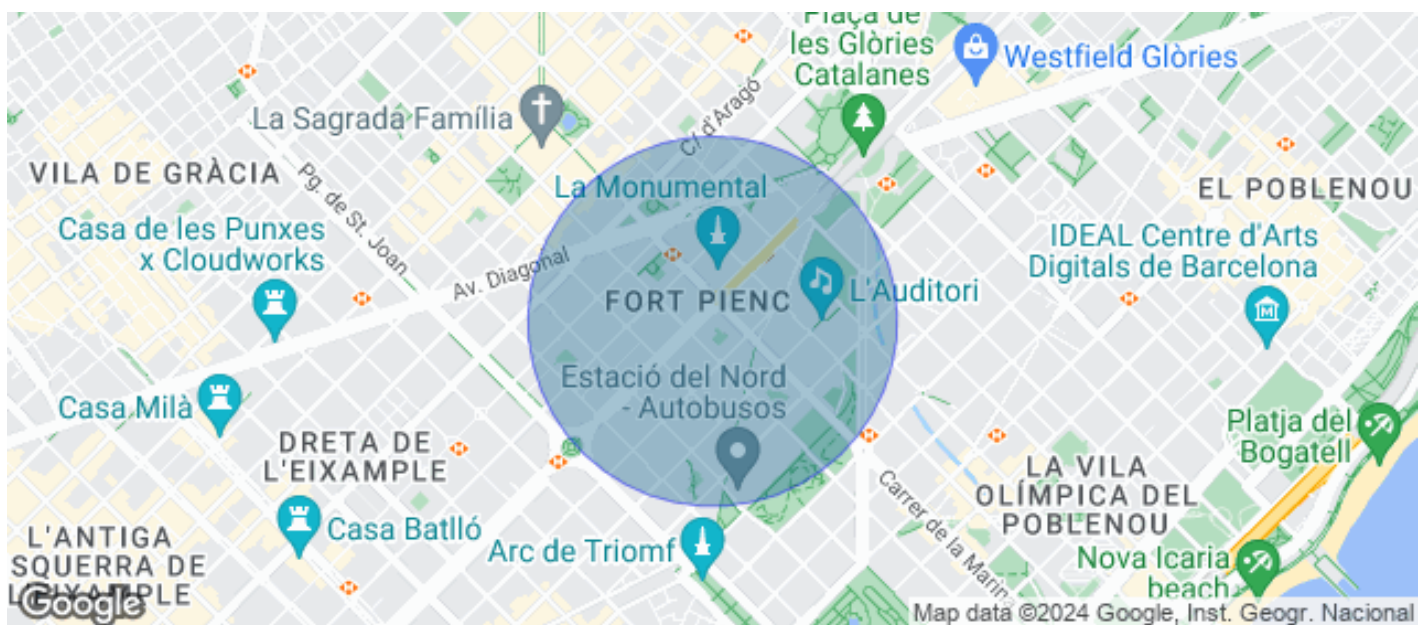 Plaça de
les Glòries
Catalanes
Westfield Glòries
La Sagrada Família
C/ d'Aragó
VILA DE GRÀCIA
Pg. de St. Joan
La Monumental
EL POBLENOU
Casa de les Punxes
x Cloudworks
Av. Diagonal
IDEAL Centre d'Arts
Digitals de Barcelona
FORT PIENC
L'Auditori
Estació del Nord
- Autobusos
Casa Milà
DRETA DE
L'EIXAMPLE
Platja del
Bogatell
LA VILA
OLÍMPICA DEL
POBLENOU
Carrer de la Marina
Casa Batlló
Arc de Triomf
L'ANTIGA
SQUERRA DE
L'EIXAMPLE
Nova Icaria
beach
Google
Map data ©2024 Google, Inst. Geogr. Nacional